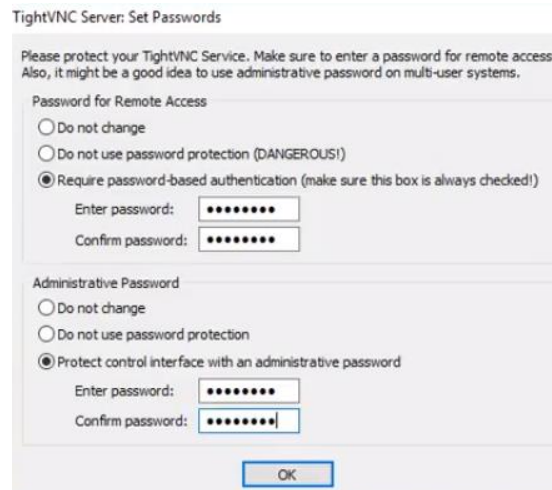 TightVNC Server: Set Passwords
Please protect your TightVNC Service. Make sure to enter a password for remote access
Also, it might be a good idea to use administrative password on multi-user systems.
Password for Remote Access
Do not change
Do not use password protection (DANGEROUS!)
Require password-based authentication (make sure this box is always checked!)
Enter password: ●●●●●●●●
Confirm password: ●●●●●●●●
Administrative Password
Do not change
Do not use password protection
Protect control interface with an administrative password
Enter password: ●●●●●●●●
Confirm password: ●●●●●●●●
OK